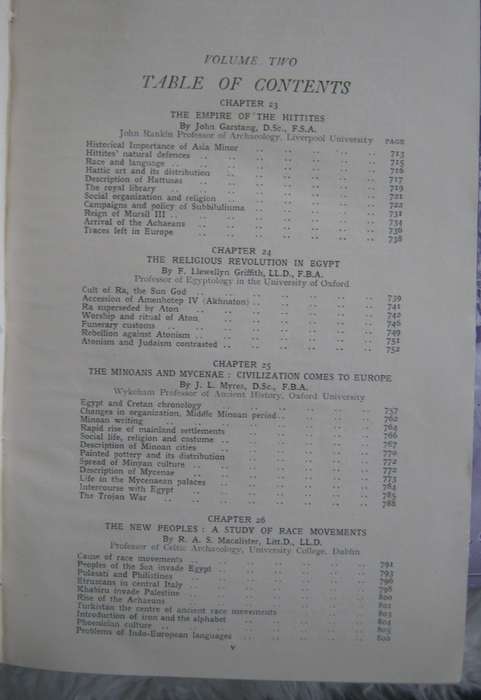 VOLUME TWO
TABLE OF CONTENTS
CHAPTER 23
THE EMPIRE OF THE HITTITES
By John Garstang, D.Sc., F.S.A.
John Rankin Professor of Archaeology, Liverpool University
PAGE
Historical Importance of Asia Minor .. .. .. .. .. 713
Hittites' natural defences .. .. .. .. .. .. 715
Race and language .. .. .. .. .. .. 716
Hattic art and its distribution .. .. .. .. .. 717
Description of Hattusas .. .. .. .. .. .. 717
The royal library .. .. .. .. .. .. 719
Social organization and religion .. .. .. .. .. 721
Campaigns and policy of Subbiluliuma .. .. .. .. 722
Reign of Mursil III .. .. .. .. .. .. 731
Arrival of the Achaeans .. .. .. .. .. .. 734
Traces left in Europe .. .. .. .. .. .. 738
CHAPTER 24
THE RELIGIOUS REVOLUTION IN EGYPT
By F. Llewellyn Griffith, LL.D., F.B.A.
Professor of Egyptology in the University of Oxford
Cult of Ra, the Sun God .. .. .. .. .. .. 739
Accession of Amenhotep IV (Akhnaton) .. .. .. .. 741
Ra superseded by Aton .. .. .. .. .. .. 742
Worship and ritual of Aton .. .. .. .. .. 746
Funerary customs .. .. .. .. .. .. 749
Rebellion against Atonism .. .. .. .. .. .. 751
Atonism and Judaism contrasted .. .. .. .. .. 752
CHAPTER 25
THE MINOANS AND MYCENAE : CIVILIZATION COMES TO EUROPE
By J. L. Myres, D.Sc., F.B.A.
Wykeham Professor of Ancient History, Oxford University
Egypt and Cretan chronology .. .. .. .. .. 757
Changes in organization, Middle Minoan period .. .. .. .. 762
Minoan writing .. .. .. .. .. .. 764
Rapid rise of mainland settlements .. .. .. .. .. 766
Social life, religion and costume .. .. .. .. .. 767
Description of Minoan cities .. .. .. .. .. 770
Painted pottery and its distribution .. .. .. .. .. 772
Spread of Minyan culture .. .. .. .. .. 772
Description of Mycenae .. .. .. .. .. .. 773
Life in the Mycenaean palaces .. .. .. .. .. 784
Intercourse with Egypt .. .. .. .. .. .. 785
The Trojan War .. .. .. .. .. .. 788
CHAPTER 26
THE NEW PEOPLES : A STUDY OF RACE MOVEMENTS
By R. A. S. Macalister, Litt.D., LL.D.
Professor of Celtic Archaeology, University College, Dublin
Cause of race movements .. .. .. .. .. .. 791
Peoples of the Sea invade Egypt .. .. .. .. .. 793
Pulasati and Philistines .. .. .. .. .. .. 796
Etruscans in central Italy .. .. .. .. .. .. 798
Khabiru invade Palestine .. .. .. .. .. .. 800
Rise of the Achaeans .. .. .. .. .. .. 802
Turkistan the centre of ancient race movements .. .. .. .. 803
Introduction of iron and the alphabet .. .. .. .. .. 804
Phoenician culture .. .. .. .. .. .. 805
Problems of Indo-European languages .. .. .. .. .. 806
v